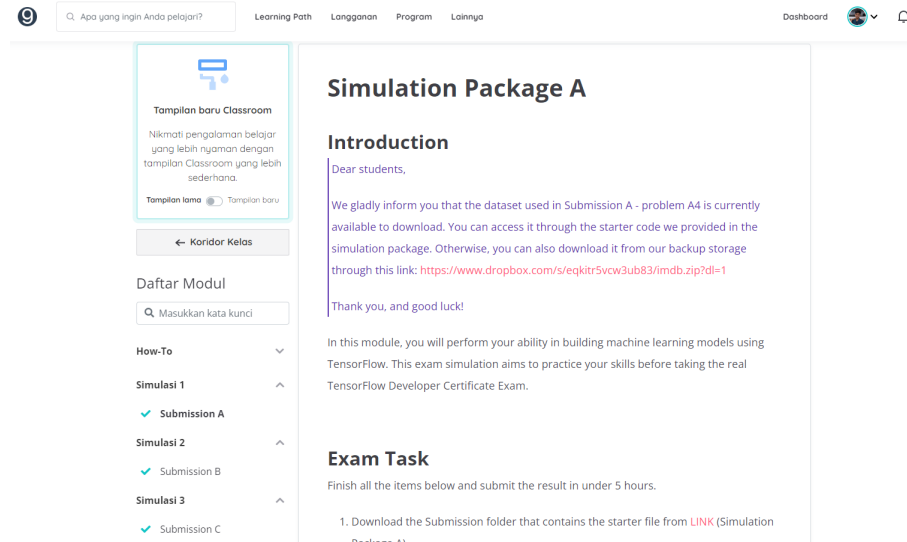 Apa yang ingin Anda pelajari?
Learning Path
Langganan
Program
Lainnya
Dashboard
Tampilan baru Classroom
Nikmati pengalaman belajar
yang lebih nyaman dengan
tampilan Classroom yang lebih
sederhana.
Tampilan lama
Tampilan baru
← Koridor Kelas
Daftar Modul
Masukkan kata kunci
How-To
Simulasi 1
Submission A
Simulasi 2
Submission B
Simulasi 3
Submission C
Simulation Package A
Introduction
Dear students,
We gladly inform you that the dataset used in Submission A - problem A4 is currently
available to download. You can access it through the starter code we provided in the
simulation package. Otherwise, you can also download it from our backup storage
through this link: https://www.dropbox.com/s/eqkitr5vcw3ub83/imdb.zip?dl=1
Thank you, and good luck!
In this module, you will perform your ability in building machine learning models using
TensorFlow. This exam simulation aims to practice your skills before taking the real
TensorFlow Developer Certificate Exam.
Exam Task
Finish all the items below and submit the result in under 5 hours.
1. Download the Submission folder that contains the starter file from LINK (Simulation
Package A)